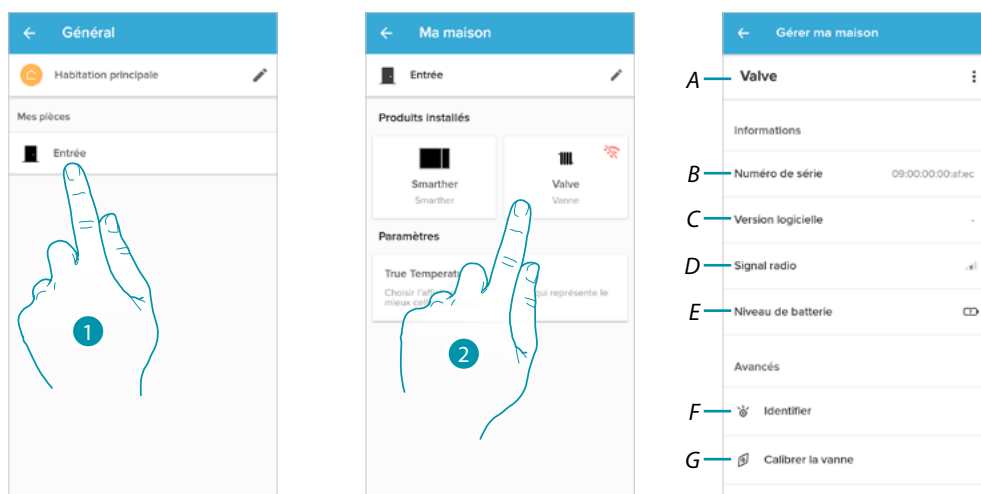 Général
Habitation principale
Mes pièces
Entrée
1
Ma maison
Entrée
Produits installés
Smarther
Smarther
Valve
Vanne
Paramètres
True Temperat
Choisir l'aff qui représente le
mieux cel
2
Gérer ma maison
A Valve
Informations
B Numéro de série 09:00:00:00:af:ec
C Version logicielle -
D Signal radio
E Niveau de batterie
Avancés
F Identifier
G Calibrer la vanne